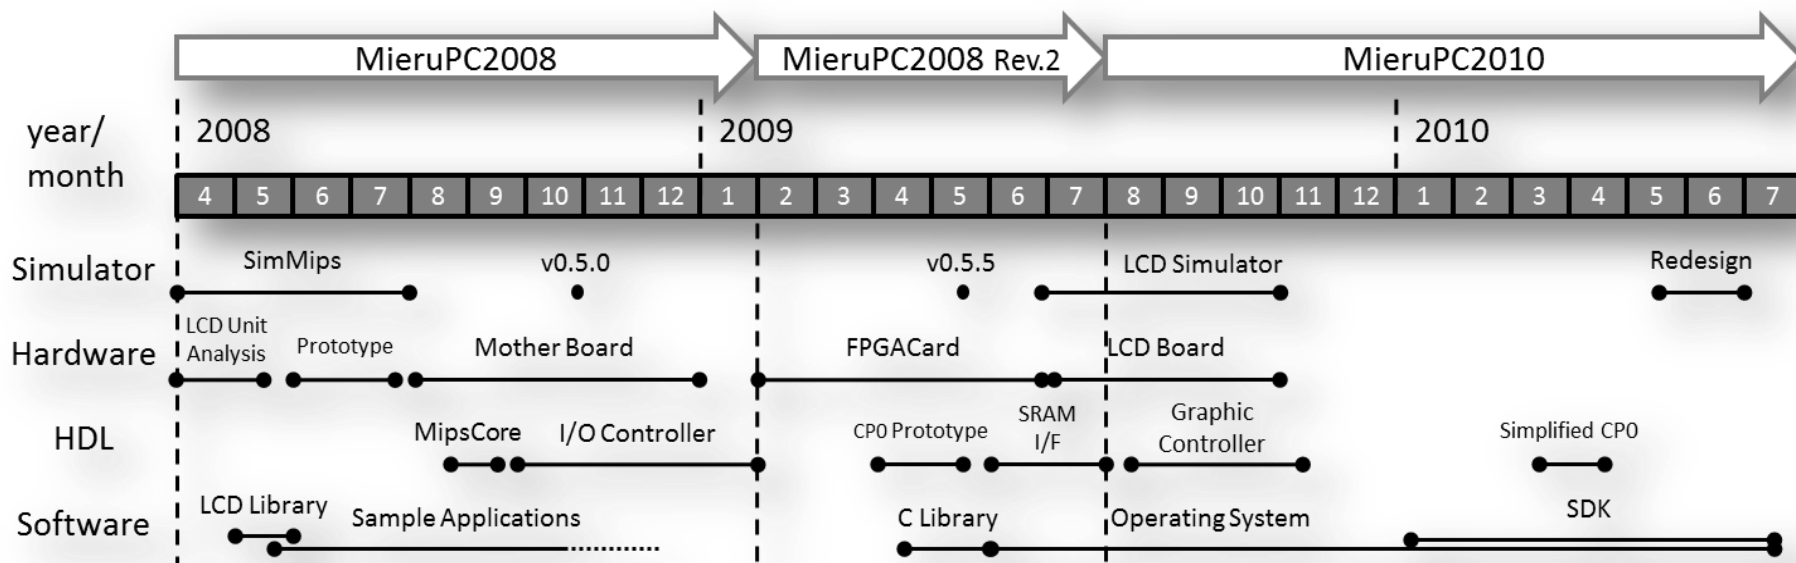 MieruPC2008
MieruPC2008 Rev.2
MieruPC2010
year/
month
2008
2009
2010
4 5 6 7 8 9 10 11 12 1 2 3 4 5 6 7 8 9 10 11 12 1 2 3 4 5 6 7
Simulator
SimMips
v0.5.0
v0.5.5
LCD Simulator
Redesign
Hardware
LCD Unit
Analysis
Prototype
Mother Board
FPGACard
LCD Board
HDL
MipsCore
I/O Controller
CP0 Prototype
SRAM
I/F
Graphic
Controller
Simplified CP0
Software
LCD Library
Sample Applications
C Library
Operating System
SDK